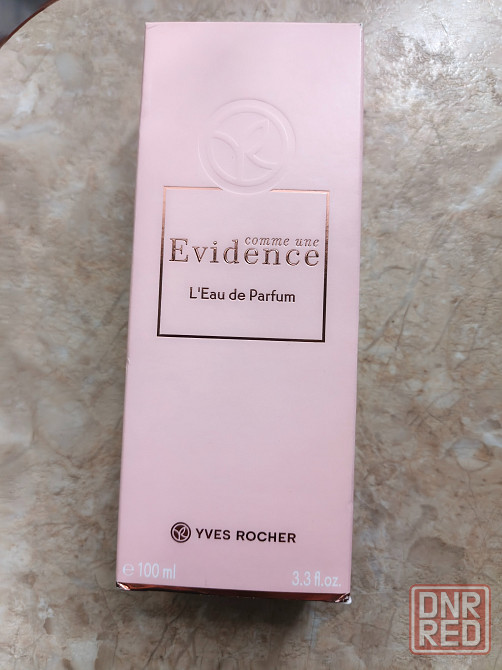 comme une
Evidence
L'Eau de Parfum
YVES ROCHER
e 100 ml
3.3 fl.oz.
DNR
RED